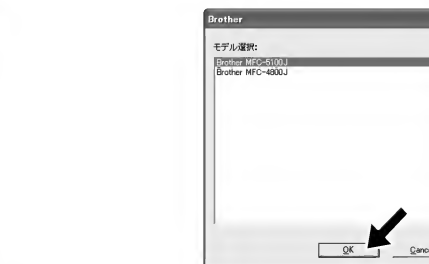 Brother
モデル選択:
Brother MFC-5100J
Brother MFC-4800J
OK
Canc